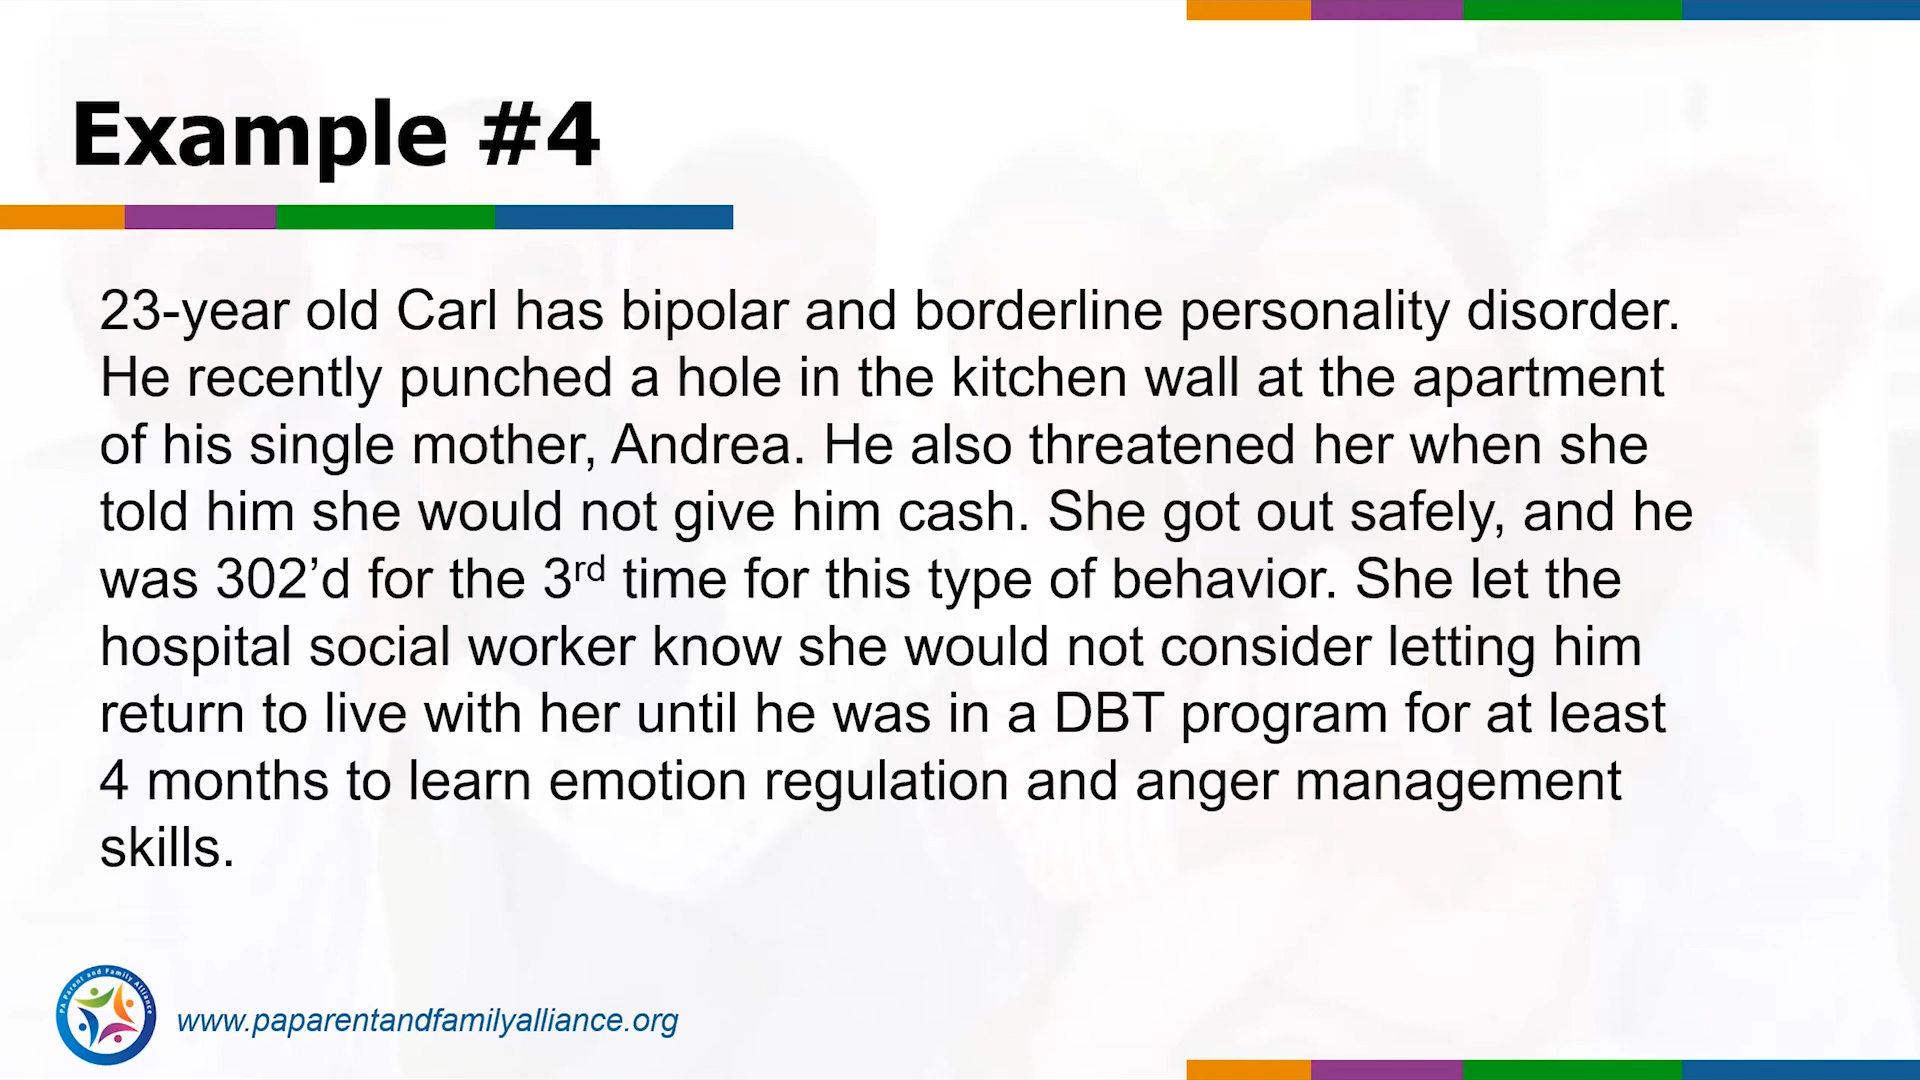 Example #4
23-year old Carl has bipolar and borderline personality disorder.
He recently punched a hole in the kitchen wall at the apartment
of his single mother, Andrea. He also threatened her when she
told him she would not give him cash. She got out safely, and he
was 302’d for the 3rd time for this type of behavior. She let the
hospital social worker know she would not consider letting him
return to live with her until he was in a DBT program for at least
4 months to learn emotion regulation and anger management
skills.
PA Parent and Family Alliance
www.paparentandfamilyalliance.org